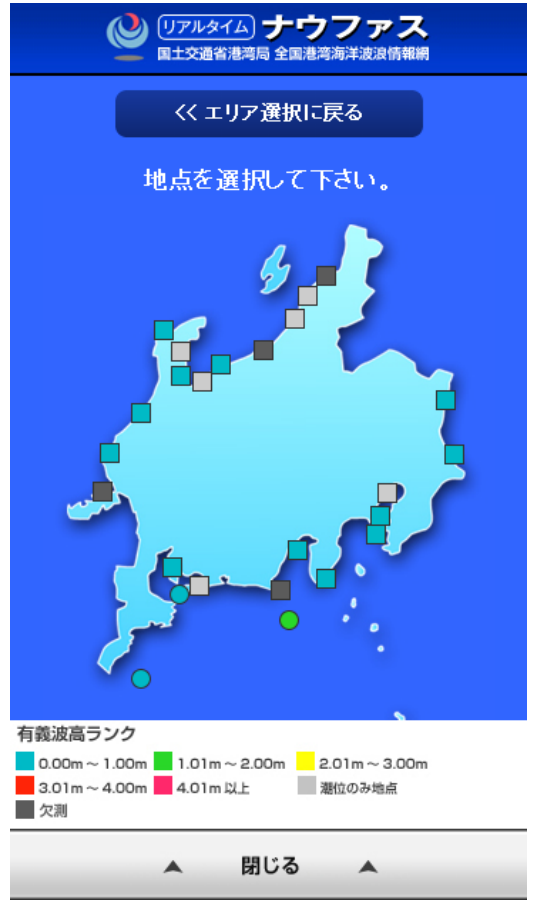 リアルタイム ナウファス
国土交通省港湾局 全国港湾海洋波浪情報網
<< エリア選択に戻る
地点を選択して下さい。
有義波高ランク
0.00m～1.00m 1.01m～2.00m 2.01m～3.00m
3.01m～4.00m 4.01m以上 潮位のみ地点
欠測
▲ 閉じる ▲